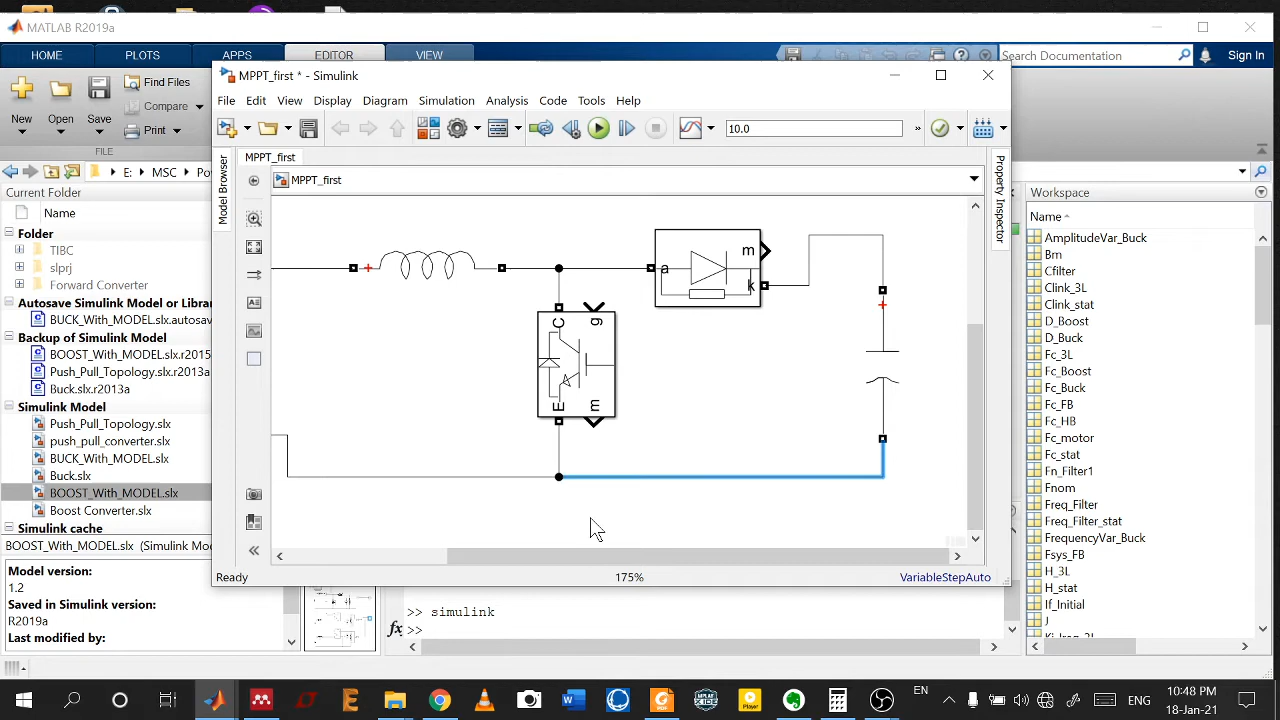 MATLAB R2019a
HOME PLOTS APPS EDITOR VIEW
Search Documentation Sign In
New Open Save Find Files
Compare
Print
FILE
E: MSC
Current Folder
Name
Folder
TIBC
slprj
Forward Converter
Autosave Simulink Model or Libra
BUCK_With_MODEL.slx.autosav
Backup of Simulink Model
BOOST_With_MODEL.slx.r2015
Push_Pull_Topology.slx.r2013a
Buck.slx.r2013a
Simulink Model
Push_Pull_Topology.slx
push_pull_converter.slx
BUCK_With_MODEL.slx
Buck.slx
BOOST_With_MODEL.slx
Boost Converter.slx
Simulink cache
BOOST_With_MODEL.slx (Simulink Mo
Model version:
1.2
Saved in Simulink version:
R2019a
Last modified by:
MPPT_first * - Simulink
File Edit View Display Diagram Simulation Analysis Code Tools Help
10.0
»
MPPT_first
MPPT_first
Model Browser
Property Inspector
+
a
m
k
+
C
g
E
m
Ready 175% VariableStepAuto
>> simulink
fx >>
Workspace
Name
AmplitudeVar_Buck
Bm
Cfilter
Clink_3L
Clink_stat
D_Boost
D_Buck
Fc_3L
Fc_Boost
Fc_Buck
Fc_FB
Fc_HB
Fc_motor
Fc_stat
Fn_Filter1
Fnom
Freq_Filter
Freq_Filter_stat
FrequencyVar_Buck
Fsys_FB
H_3L
H_stat
If_Initial
J
EN
ENG
10:48 PM
18-Jan-21